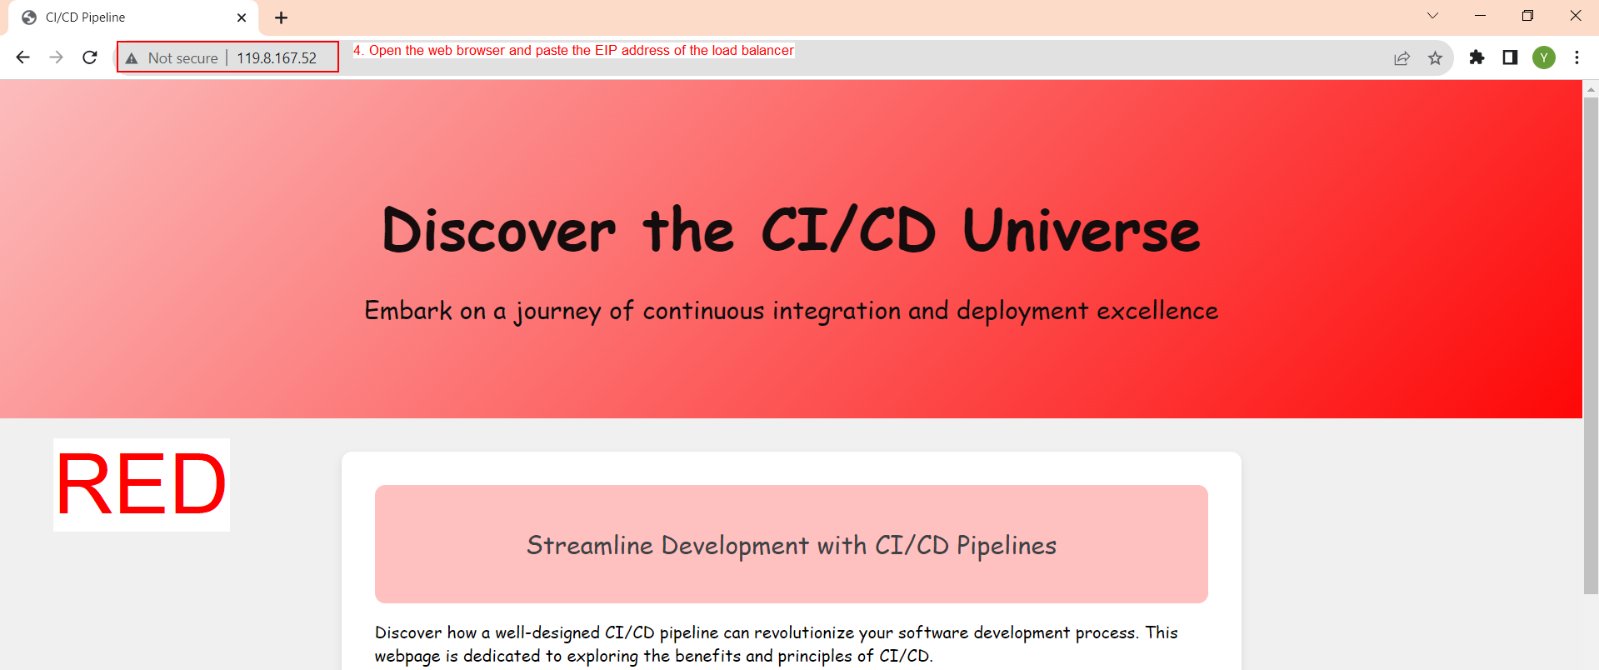 CI/CD Pipeline
Not secure | 119.8.167.52
4. Open the web browser and paste the EIP address of the load balancer
Y
Discover the CI/CD Universe
Embark on a journey of continuous integration and deployment excellence
RED
Streamline Development with CI/CD Pipelines
Discover how a well-designed CI/CD pipeline can revolutionize your software development process. This
webpage is dedicated to exploring the benefits and principles of CI/CD.